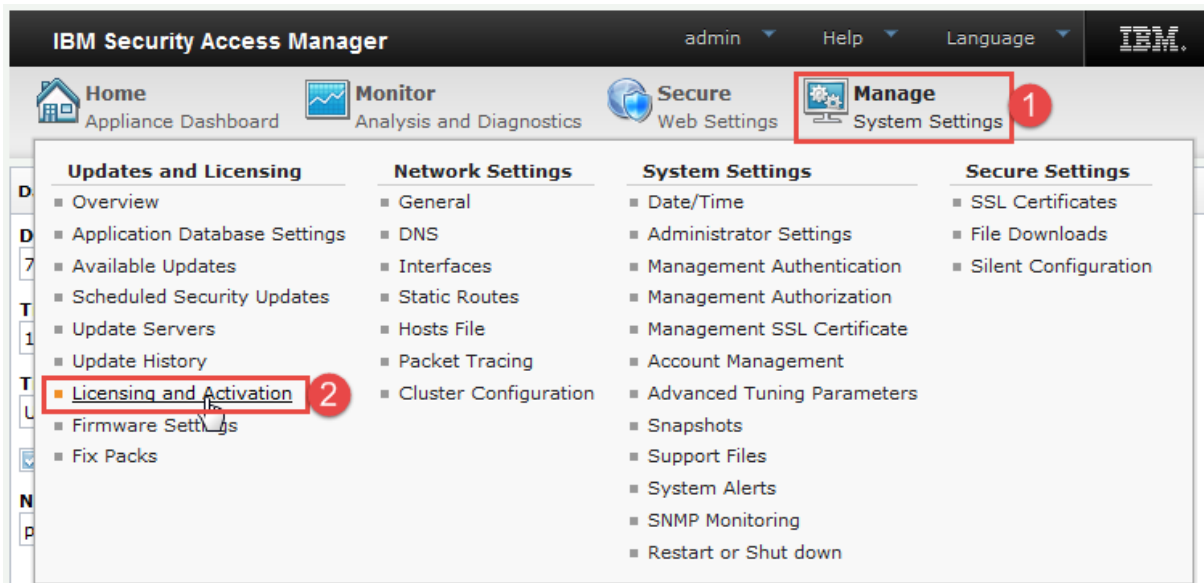 IBM Security Access Manager
admin
Help
Language
IBM.
Home
Appliance Dashboard
Monitor
Analysis and Diagnostics
Secure
Web Settings
Manage
System Settings
1
Updates and Licensing
Overview
Application Database Settings
Available Updates
Scheduled Security Updates
Update Servers
Update History
Licensing and Activation
2
Firmware Settings
Fix Packs
Network Settings
General
DNS
Interfaces
Static Routes
Hosts File
Packet Tracing
Cluster Configuration
System Settings
Date/Time
Administrator Settings
Management Authentication
Management Authorization
Management SSL Certificate
Account Management
Advanced Tuning Parameters
Snapshots
Support Files
System Alerts
SNMP Monitoring
Restart or Shut down
Secure Settings
SSL Certificates
File Downloads
Silent Configuration